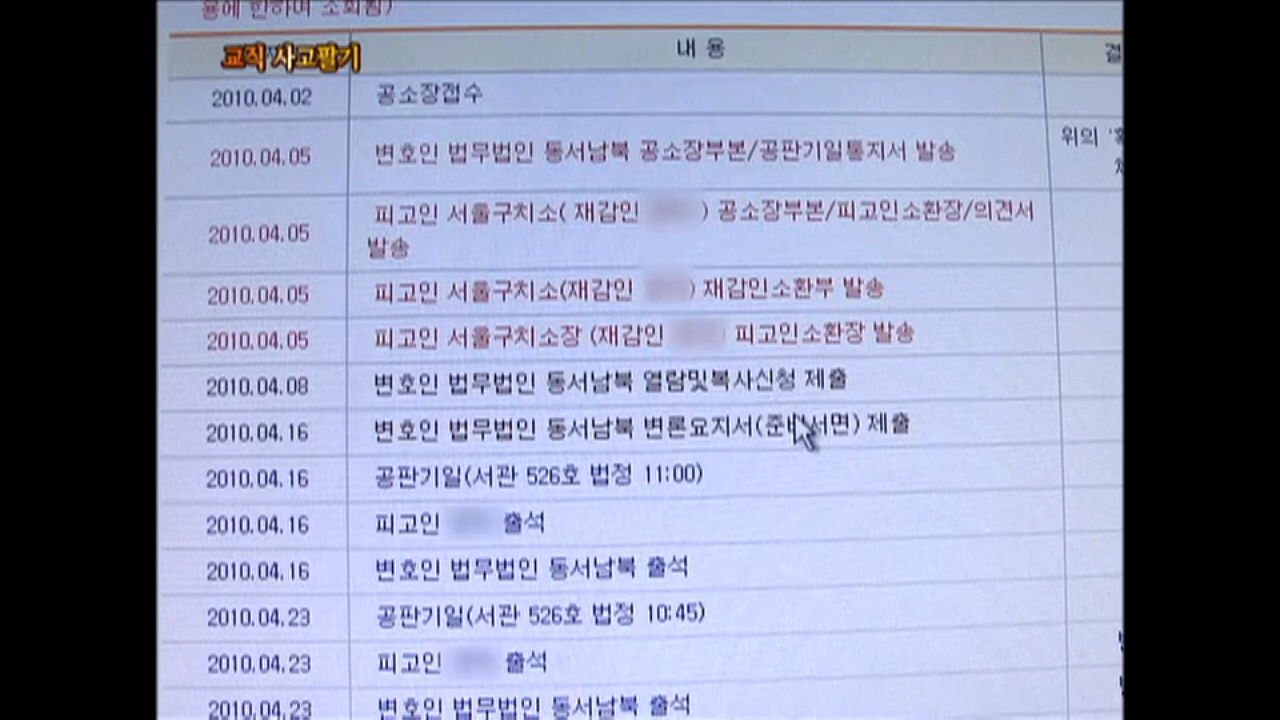 용에 한하며 조회됨)
교직 사고팔기
내 용
결
2010.04.02 공소장접수
2010.04.05 변호인 법무법인 동서남북 공소장부본/공판기일통지서 발송
위의
2010.04.05 피고인 서울구치소( 재감인 ) 공소장부본/피고인소환장/의견서
발송
2010.04.05 피고인 서울구치소(재감인 ) 재감인소환부 발송
2010.04.05 피고인 서울구치소장 (재감인 피고인소환장 발송
2010.04.08 변호인 법무법인 동서남북 열람및복사신청 제출
2010.04.16 변호인 법무법인 동서남북 변론요지서(준비서면) 제출
2010.04.16 공판기일(서관 526호 법정 11:00)
2010.04.16 피고인 출석
2010.04.16 변호인 법무법인 동서남북 출석
2010.04.23 공판기일(서관 526호 법정 10:45)
2010.04.23 피고인 출석
2010.04.23 변호인 법무법인 동서남북 출석